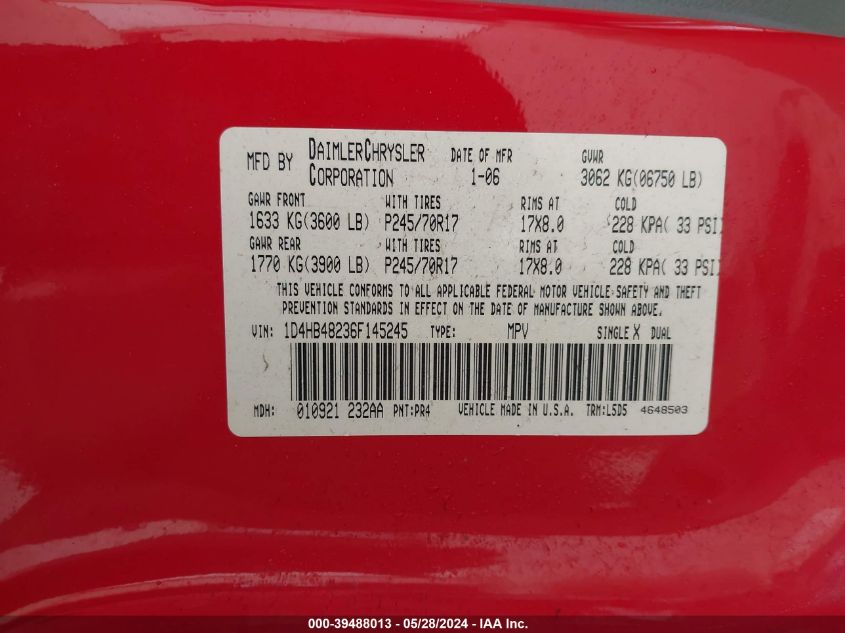 MFD BY DAIMLERCHRYSLER CORPORATION DATE OF MFR 1-06 GVWR 3062 KG(06750 LB)
GAWR FRONT WITH TIRES RIMS AT COLD
1633 KG(3600 LB) P245/70R17 17X8.0 228 KPA( 33 PSI)
GAWR REAR WITH TIRES RIMS AT COLD
1770 KG(3900 LB) P245/70R17 17X8.0 228 KPA( 33 PSI)
THIS VEHICLE CONFORMS TO ALL APPLICABLE FEDERAL MOTOR VEHICLE SAFETY AND THEFT
PREVENTION STANDARDS IN EFFECT ON THE DATE OF MANUFACTURE SHOWN ABOVE.
VIN: 1D4HB48236F145245 TYPE: MPV SINGLE X DUAL
MDH: 010921 232AA PNT:PR4 VEHICLE MADE IN U.S.A. TRM:L5D5 4648503
000-39488013 - 05/28/2024 - IAA Inc.